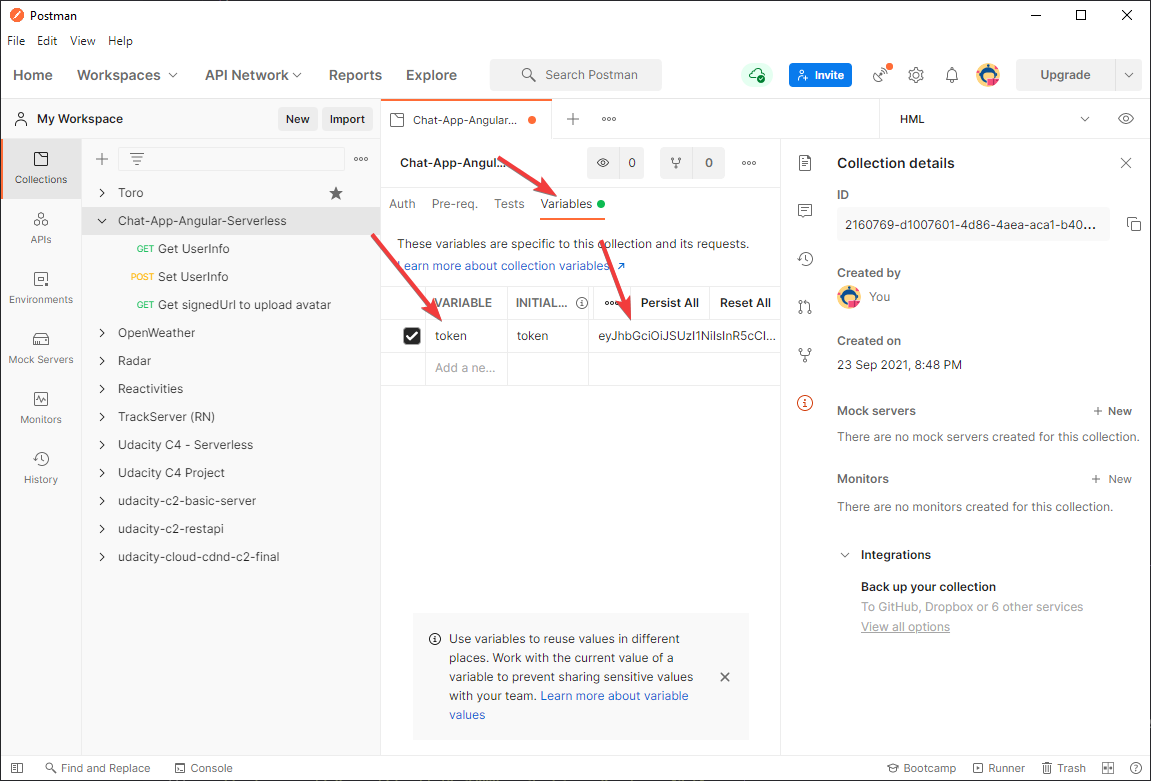 Postman
File Edit View Help
Home Workspaces API Network Reports Explore Search Postman Invite Upgrade
My Workspace New Import Chat-App-Angular... HML
Collections
APIs
Environments
Mock Servers
Monitors
History
Toro
Chat-App-Angular-Serverless
GET Get UserInfo
POST Set UserInfo
GET Get signedUrl to upload avatar
OpenWeather
Radar
Reactivities
TrackServer (RN)
Udacity C4 - Serverless
Udacity C4 Project
udacity-c2-basic-server
udacity-c2-restapi
udacity-cloud-cdnd-c2-final
Chat-App-Angul... 0 0
Auth Pre-req. Tests Variables
These variables are specific to this collection and its requests.
Learn more about collection variables ↗
VARIABLE INITIAL... Persist All Reset All
token token eyJhbGciOiJSUzI1NiIsInR5cCI...
Add a ne...
Use variables to reuse values in different
places. Work with the current value of a
variable to prevent sharing sensitive values
with your team. Learn more about variable
values
Collection details
ID
2160769-d1007601-4d86-4aea-aca1-b40...
Created by
You
Created on
23 Sep 2021, 8:48 PM
Mock servers + New
There are no mock servers created for this collection.
Monitors + New
There are no monitors created for this collection.
Integrations
Back up your collection
To GitHub, Dropbox or 6 other services
View all options
Find and Replace Console Bootcamp Runner Trash